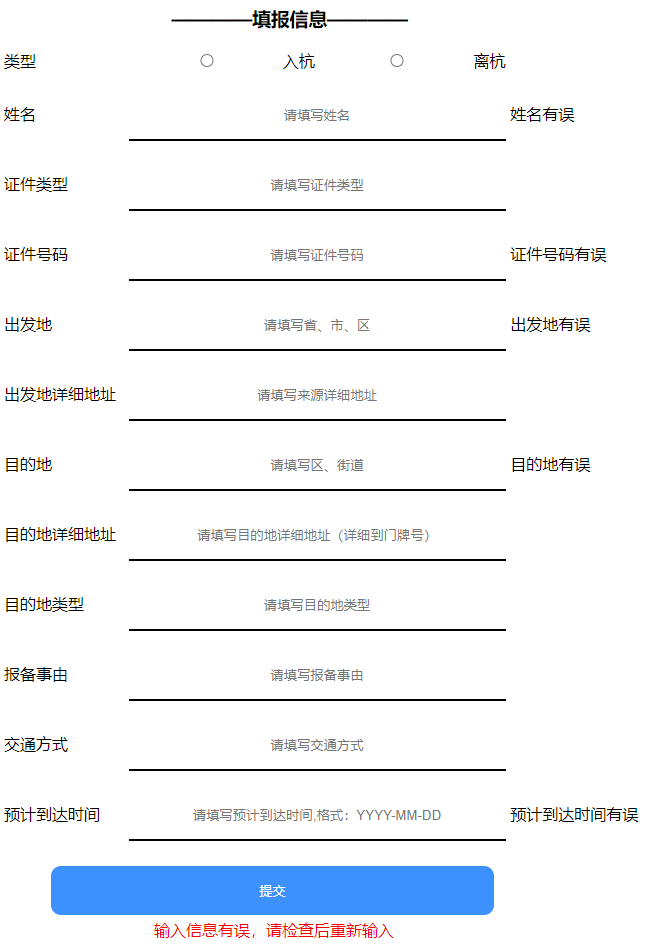 ————填报信息————
类型 入杭 离杭
姓名 请填写姓名 姓名有误
证件类型 请填写证件类型
证件号码 请填写证件号码 证件号码有误
出发地 请填写省、市、区 出发地有误
出发地详细地址 请填写来源详细地址
目的地 请填写区、街道 目的地有误
目的地详细地址 请填写目的地详细地址（详细到门牌号）
目的地类型 请填写目的地类型
报备事由 请填写报备事由
交通方式 请填写交通方式
预计到达时间 请填写预计到达时间,格式：YYYY-MM-DD 预计到达时间有误
提交
输入信息有误，请检查后重新输入